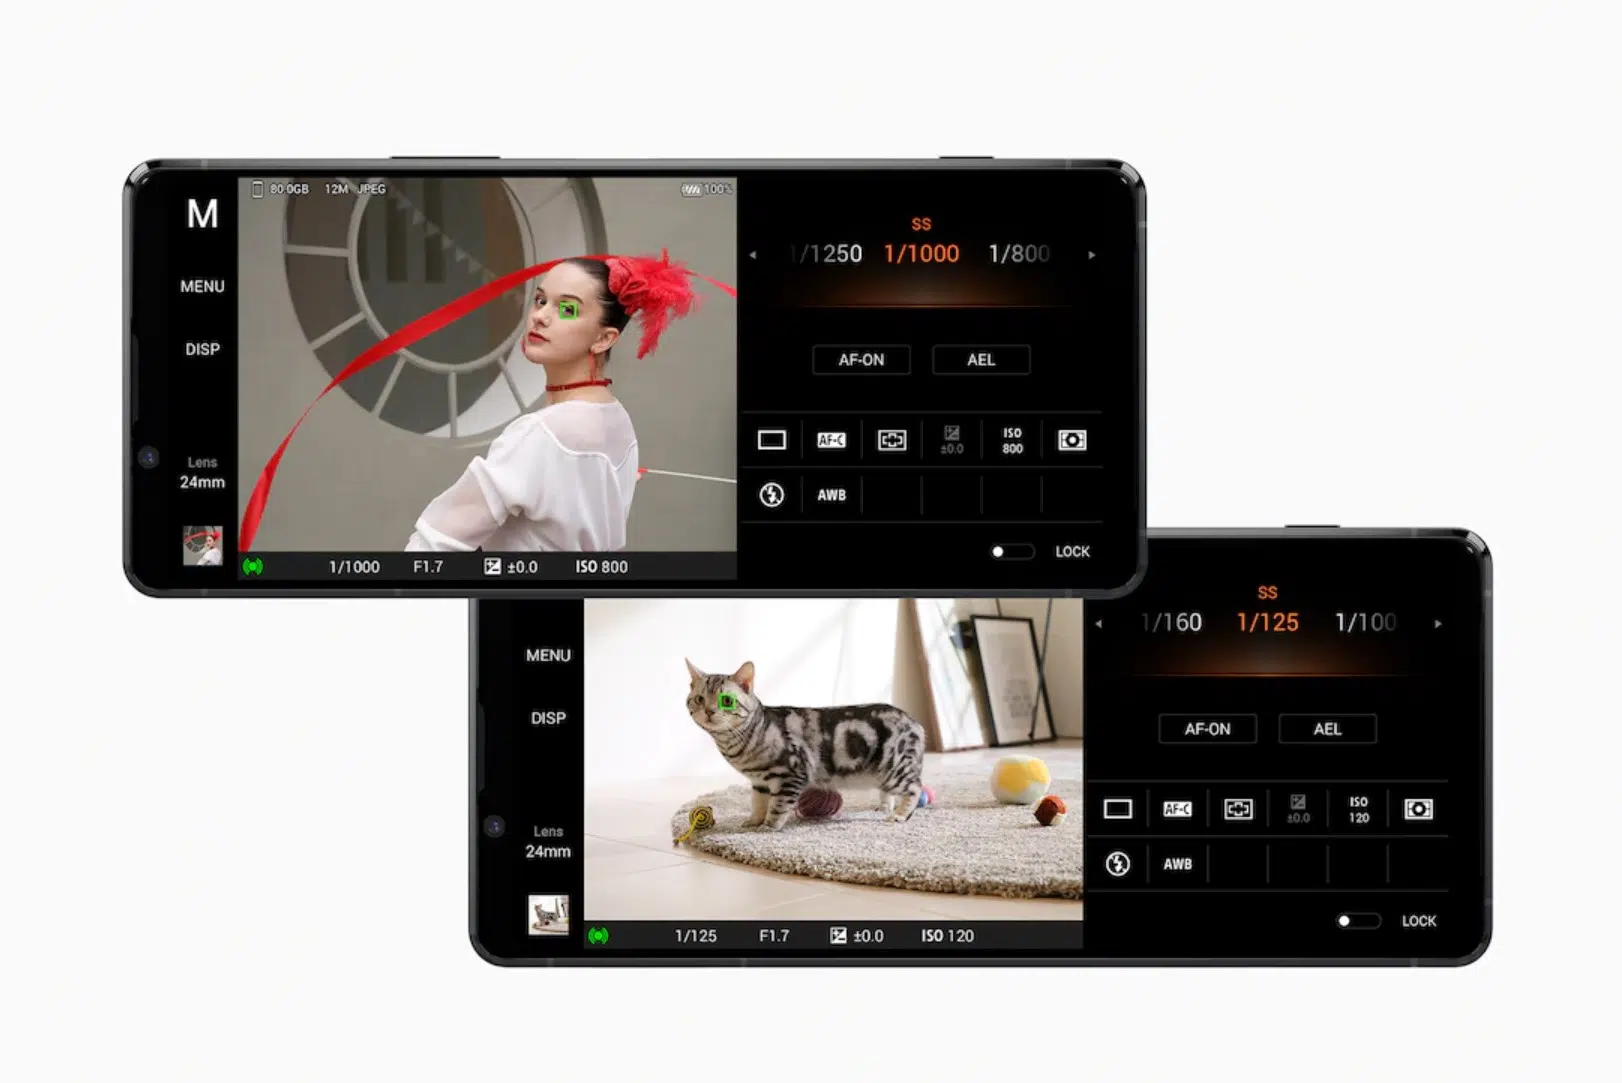 M
80.0GB 12M JPEG 100%
MENU
DISP
Lens
24mm
1/1000 F1.7 ±0.0 ISO 800
SS
1/1250 1/1000 1/800
AF-ON AEL
AF-C ±0.0 ISO 800
AWB
LOCK
MENU
DISP
Lens
24mm
1/125 F1.7 ±0.0 ISO 120
SS
1/160 1/125 1/100
AF-ON AEL
AF-C ±0.0 ISO 120
AWB
LOCK